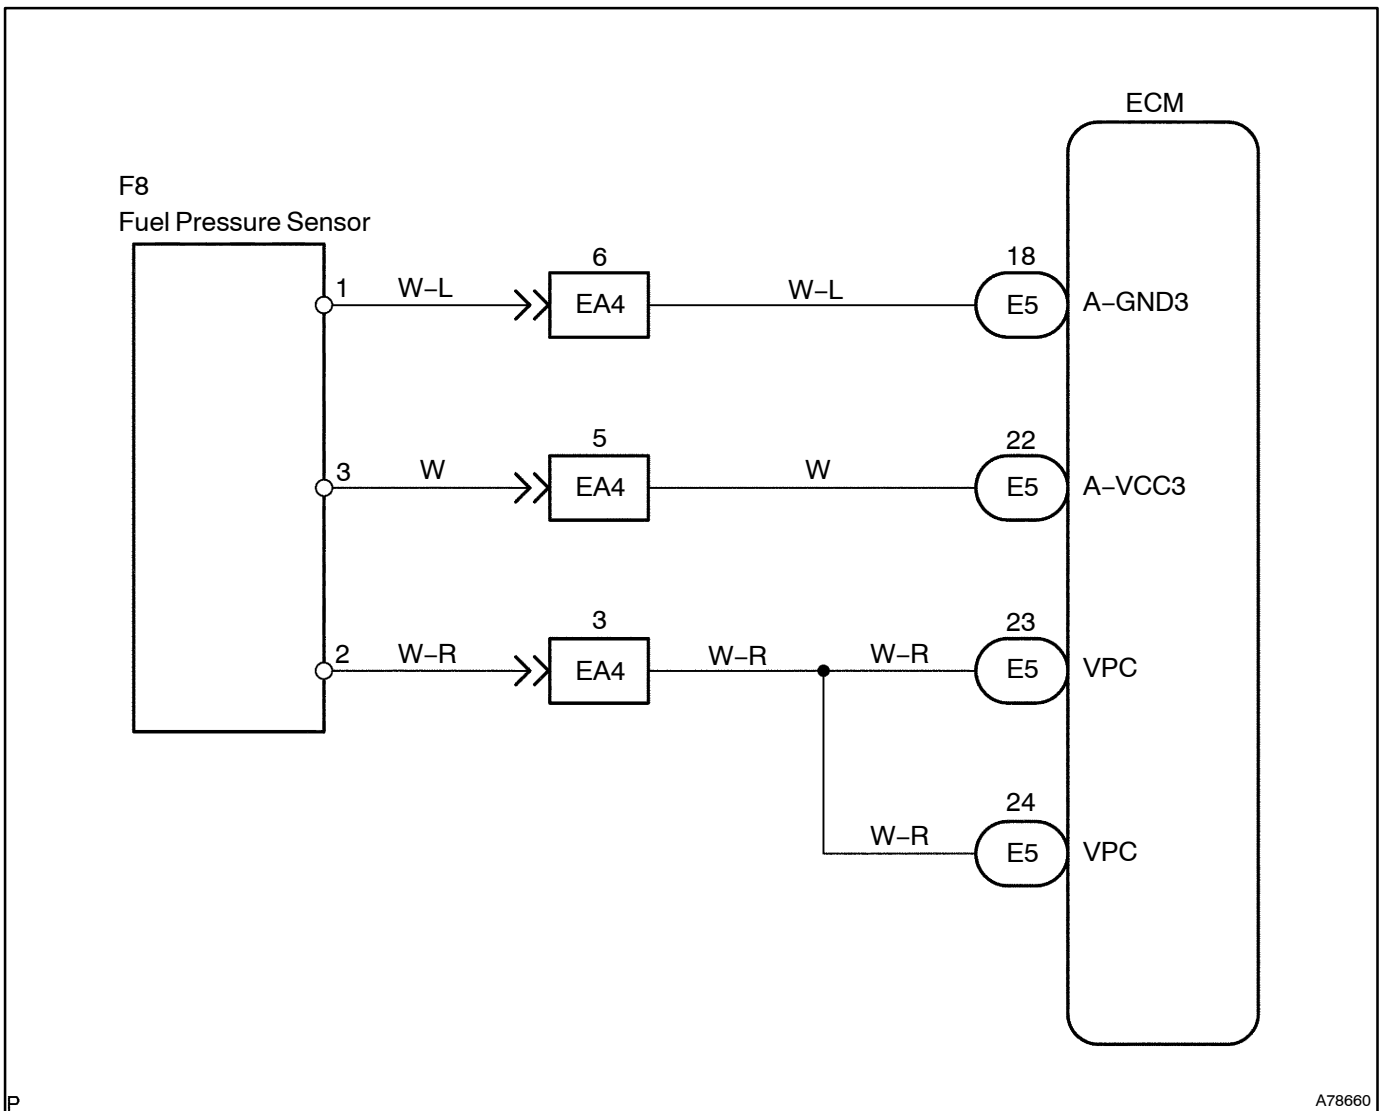 ECM
F8
Fuel Pressure Sensor
1
W–L
6
EA4
W–L
18
E5
A–GND3
3
W
5
EA4
W
22
E5
A–VCC3
2
W–R
3
EA4
W–R
W–R
23
E5
VPC
W–R
24
E5
VPC
P
A78660